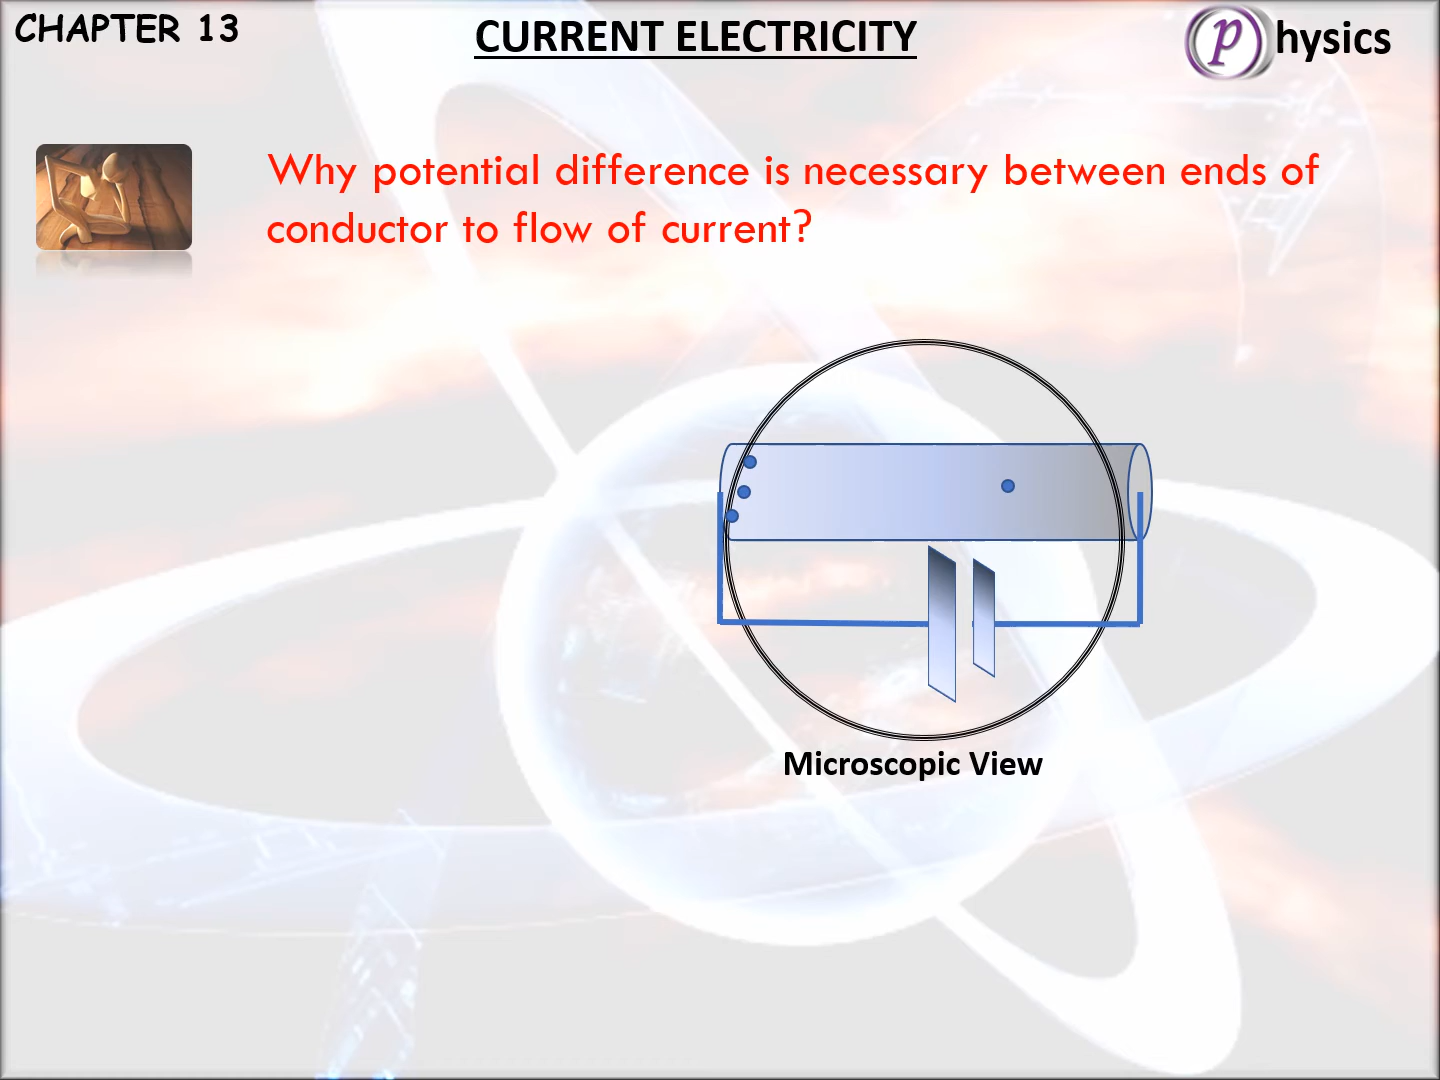 CHAPTER 13
CURRENT ELECTRICITY
Physics
Why potential difference is necessary between ends of
conductor to flow of current?
Microscopic View